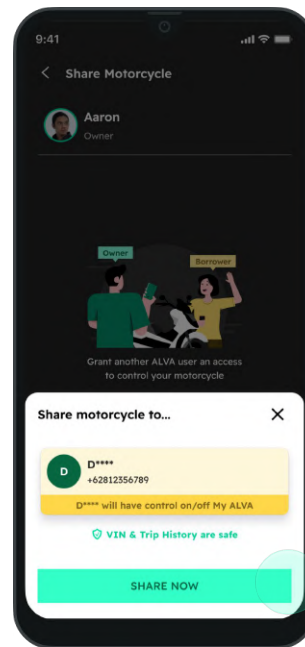 9:41
Share Motorcycle
Aaron
Owner
Owner
Borrower
Grant another ALVA user an access
to control your motorcycle
Share motorcycle to...
D
D****
+62812356789
D**** will have control on/off My ALVA
VIN & Trip History are safe
SHARE NOW